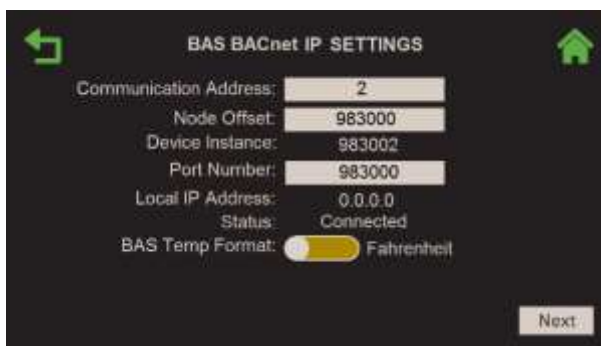 BAS BACnet IP SETTINGS
Communication Address: 2
Node Offset: 983000
Device Instance: 983002
Port Number: 983000
Local IP Address: 0.0.0.0
Status: Connected
BAS Temp Format: Fahrenheit
Next